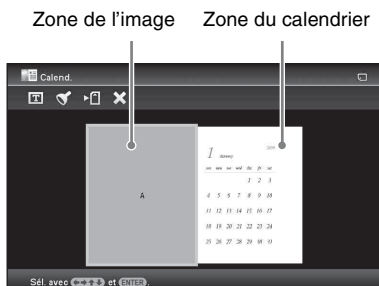 Zone de l'image Zone du calendrier
Calend.
T
A
1 January 2009
sun mon tue wed thu fri sat
1 2 3
4 5 6 7 8 9 10
11 12 13 14 15 16 17
18 19 20 21 22 23 24
25 26 27 28 29 30 31
Sél. avec ←→↑↓ et ENTER.